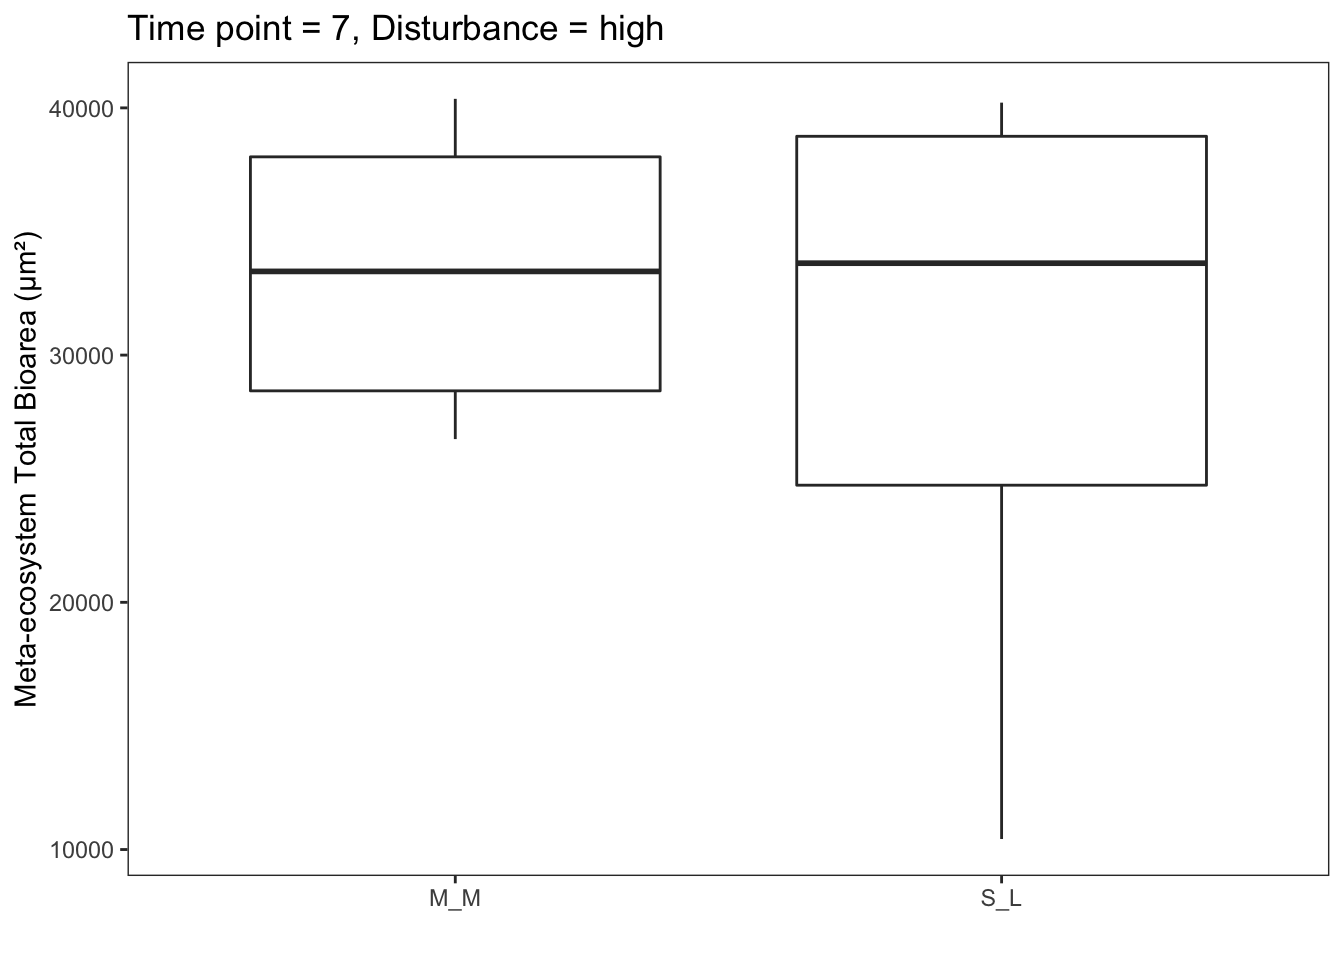 Time point = 7, Disturbance = high
Meta-ecosystem Total Bioarea (µm²)
40000
30000
20000
10000
M_M
S_L